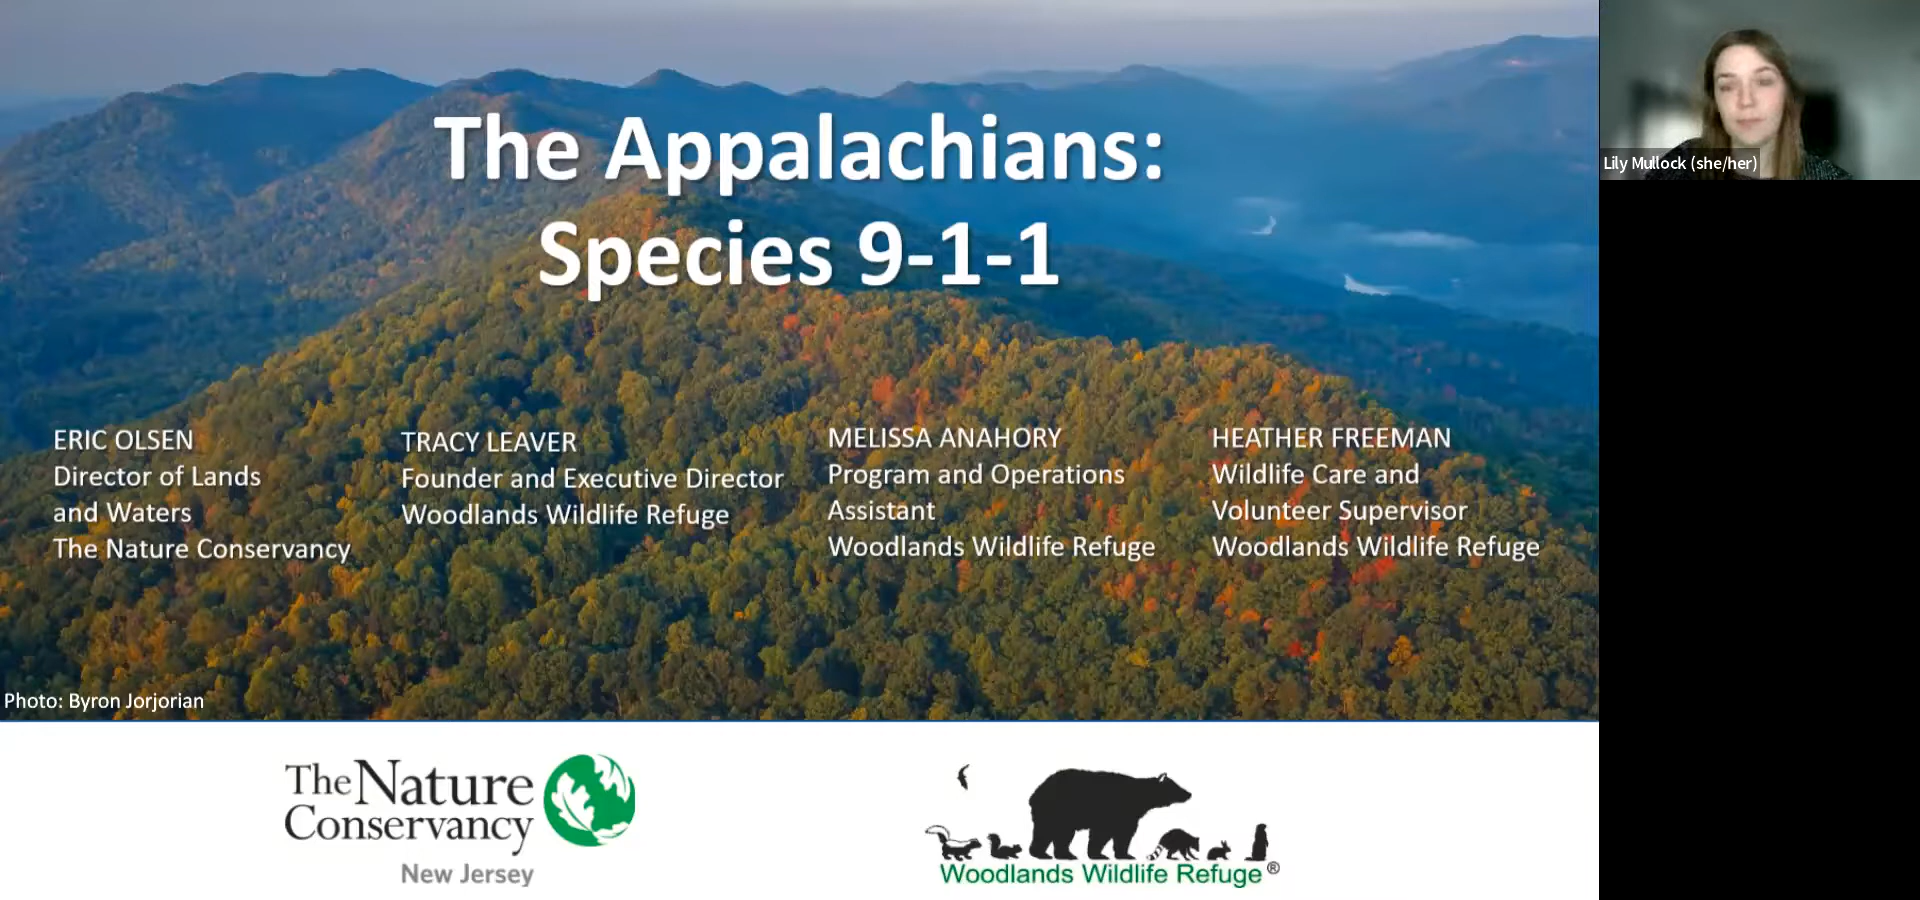 The Appalachians:
Species 9-1-1
ERIC OLSEN
Director of Lands
and Waters
The Nature Conservancy
TRACY LEAVER
Founder and Executive Director
Woodlands Wildlife Refuge
MELISSA ANAHORY
Program and Operations
Assistant
Woodlands Wildlife Refuge
HEATHER FREEMAN
Wildlife Care and
Volunteer Supervisor
Woodlands Wildlife Refuge
Photo: Byron Jorjorian
The Nature
Conservancy
New Jersey
Woodlands Wildlife Refuge®
Lily Mullock (she/her)